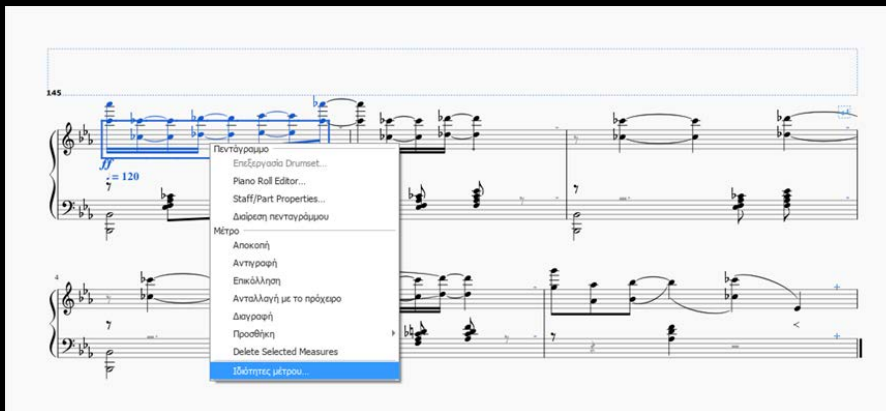 145
ff
= 120
Πεντάγραμμο
Επεξεργασία Drumset...
Piano Roll Editor...
Staff/Part Properties...
Διαίρεση πενταγράμμου
Μέτρο
Αποκοπή
Αντιγραφή
Επικόλληση
Ανταλλαγή με το πρόχειρο
Διαγραφή
Προσθήκη
Delete Selected Measures
Ιδιότητες μέτρου...
4